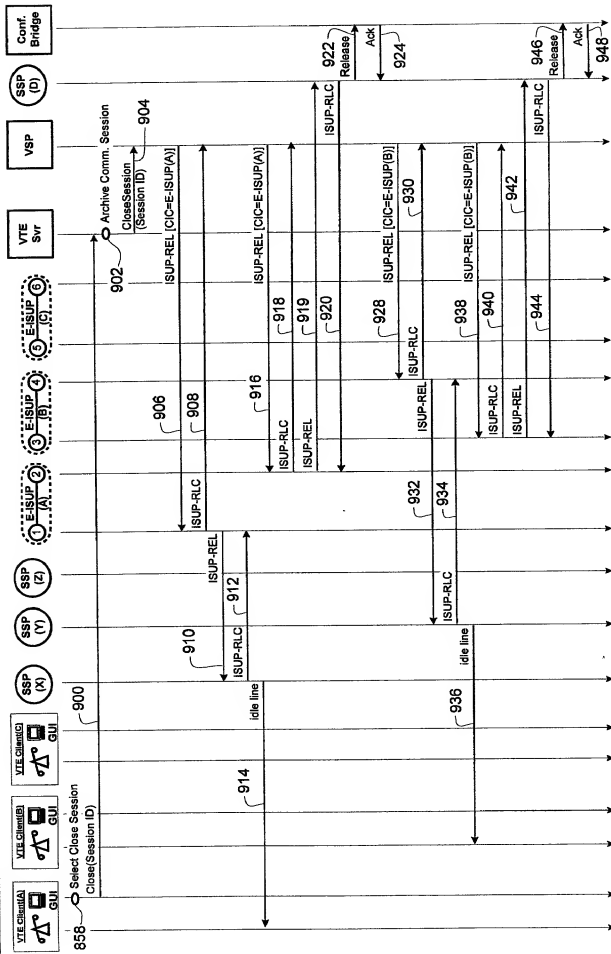 VTE Client(A)
GUI
VTE Client(B)
GUI
VTE Client(C)
GUI
SSP
(X)
SSP
(Y)
SSP
(Z)
1 E-ISUP 2
(A)
3 E-ISUP 4
(B)
5 E-ISUP 6
(C)
VTE
Svr
VSP
SSP
(D)
Conf.
Bridge
858
Select Close Session
Close(Session ID)
900
902
Archive Comm. Session
CloseSession
(Session ID)
904
ISUP-REL [CIC=E-ISUP(A)]
906
ISUP-RLC
908
ISUP-REL
910
ISUP-RLC
912
idle line
914
ISUP-REL [CIC=E-ISUP(A)]
916
ISUP-RLC
918
ISUP-REL
919
ISUP-RLC
920
Release
922
Ack
924
ISUP-REL [CIC=E-ISUP(B)]
928
ISUP-RLC
930
ISUP-REL
932
ISUP-RLC
934
idle line
936
ISUP-REL [CIC=E-ISUP(B)]
938
ISUP-RLC
940
ISUP-REL
942
ISUP-RLC
944
Release
946
Ack
948